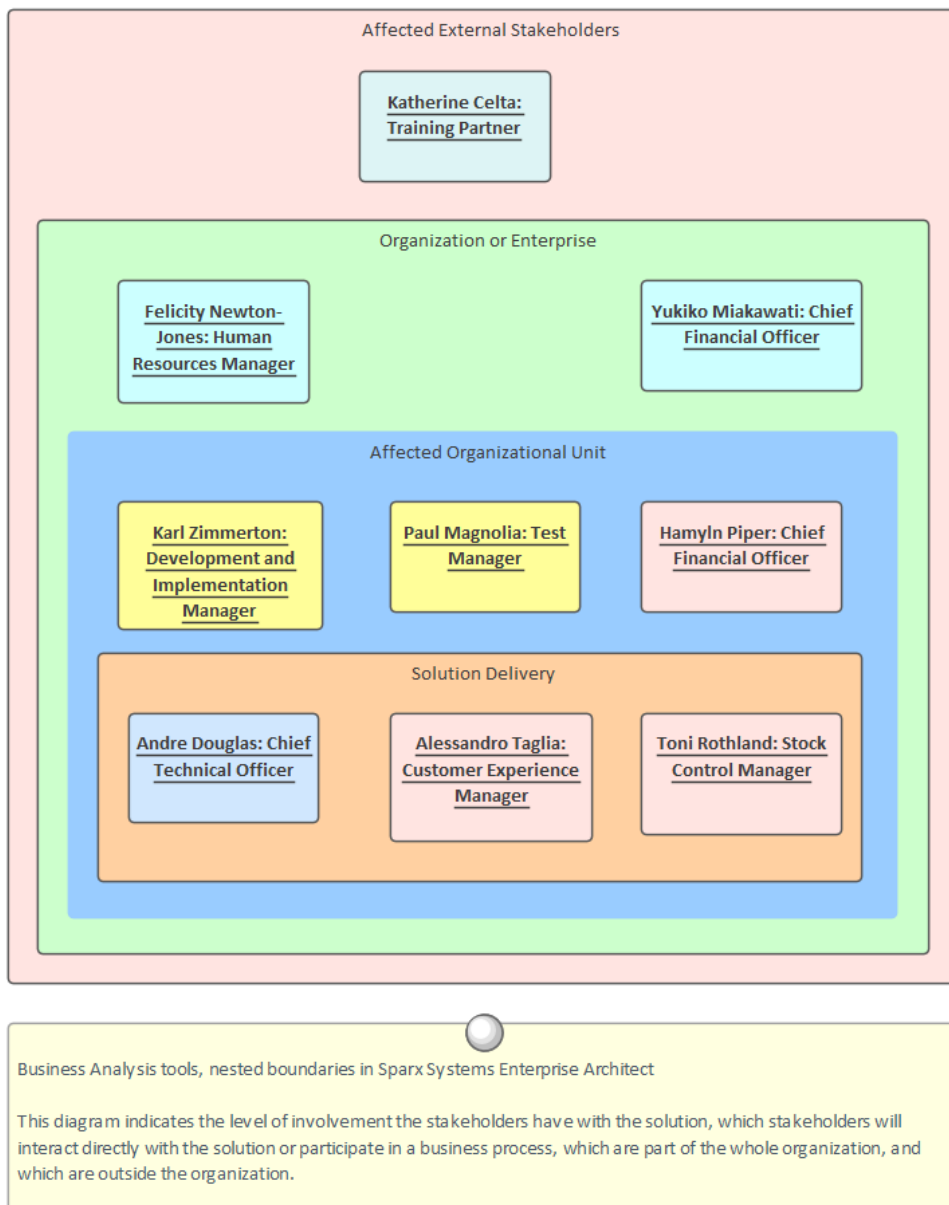 Affected External Stakeholders
Katherine Celta:
Training Partner
Organization or Enterprise
Felicity Newton-
Jones: Human
Resources Manager
Yukiko Miakawati: Chief
Financial Officer
Affected Organizational Unit
Karl Zimmerton:
Development and
Implementation
Manager
Paul Magnolia: Test
Manager
Hamyln Piper: Chief
Financial Officer
Solution Delivery
Andre Douglas: Chief
Technical Officer
Alessandro Taglia:
Customer Experience
Manager
Toni Rothland: Stock
Control Manager
Business Analysis tools, nested boundaries in Sparx Systems Enterprise Architect
This diagram indicates the level of involvement the stakeholders have with the solution, which stakeholders will
interact directly with the solution or participate in a business process, which are part of the whole organization, and
which are outside the organization.